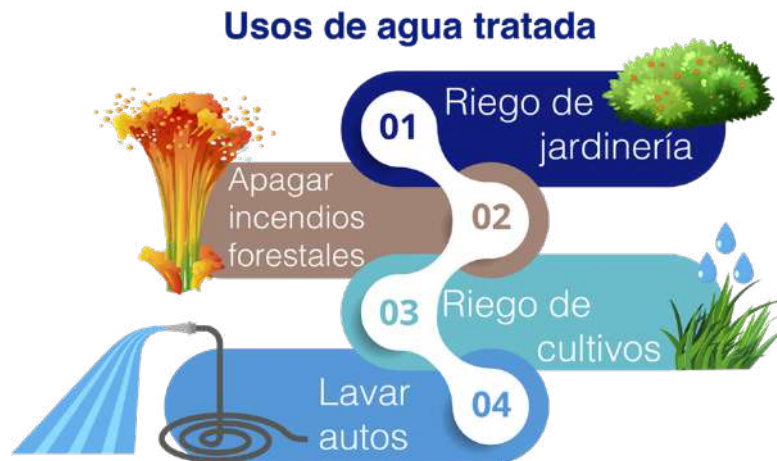 Usos de agua tratada
01
Riego de
jardinería
Apagar
incendios
forestales
02
03
Riego de
cultivos
Lavar
autos
04